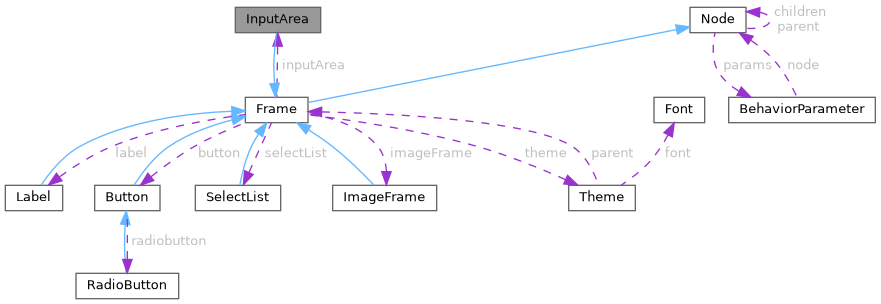 InputArea
Node
children
parent
inputArea
params
node
Frame
Font
BehaviorParameter
label
button
selectList
imageFrame
theme
parent
font
Label
Button
SelectList
ImageFrame
Theme
radiobutton
RadioButton